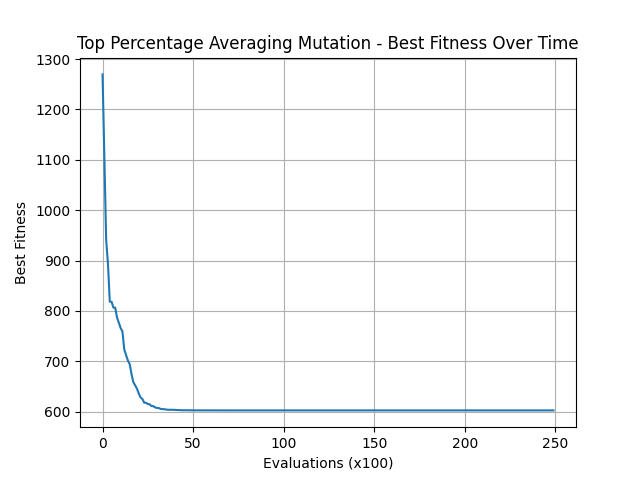 Top Percentage Averaging Mutation - Best Fitness Over Time
1300
1200
1100
1000
900
800
700
600
Best Fitness
0 50 100 150 200 250
Evaluations (x100)